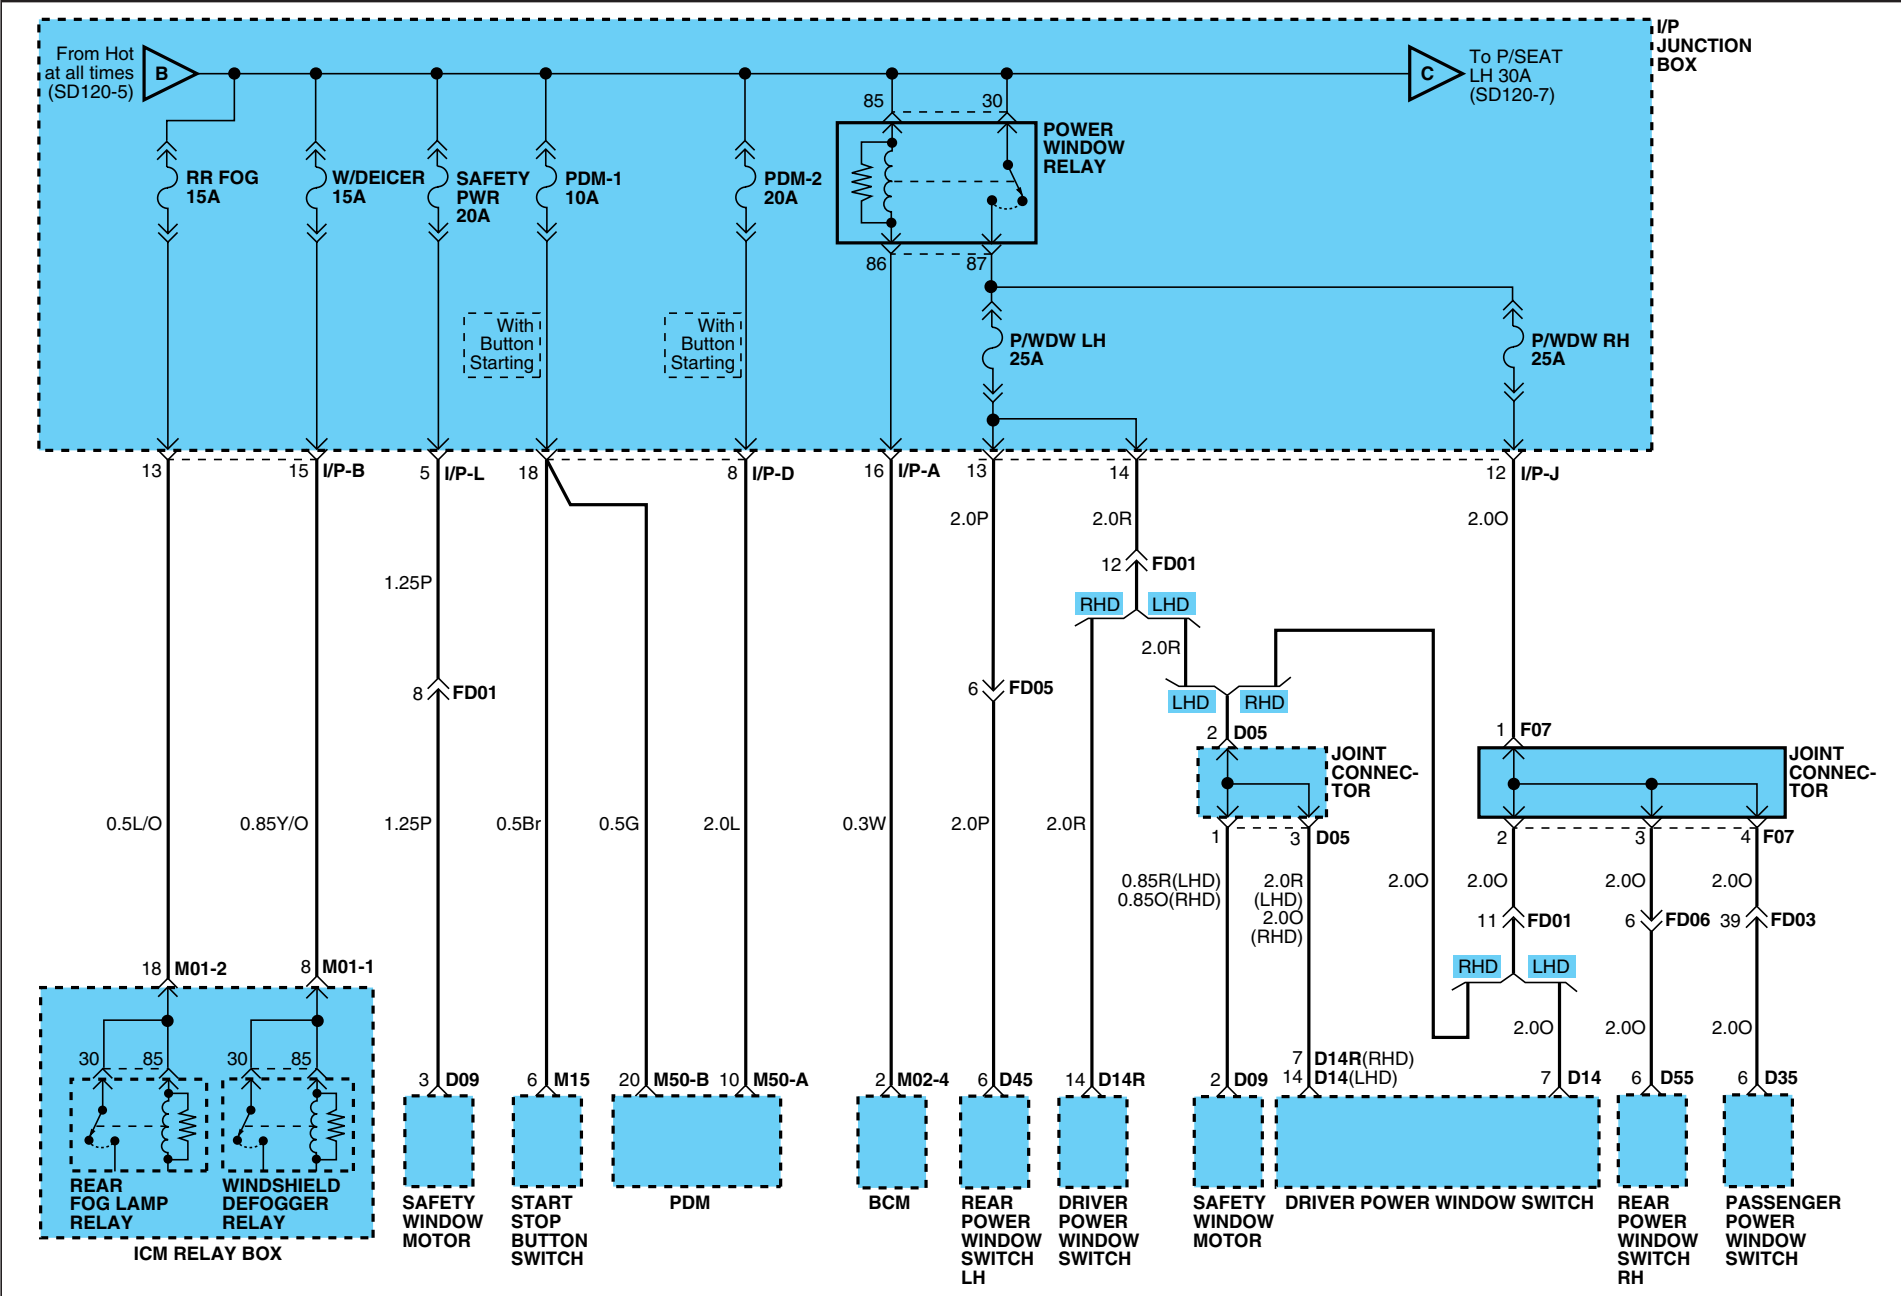 I/P
JUNCTION
BOX
From Hot
at all times
(SD120-5)
B
C
To P/SEAT
LH 30A
(SD120-7)
85
30
POWER
WINDOW
RELAY
RR FOG
15A
W/DEICER
15A
SAFETY
PWR
20A
PDM-1
10A
PDM-2
20A
86
87
With
Button
Starting
With
Button
Starting
P/WDW LH
25A
P/WDW RH
25A
13
15 I/P-B
5 I/P-L
18
8 I/P-D
16 I/P-A
13
14
12 I/P-J
2.0P
2.0R
2.0O
12 FD01
1.25P
RHD LHD
2.0R
8 FD01
6 FD05
LHD RHD
2 D05
1 F07
JOINT
CONNEC-
TOR
JOINT
CONNEC-
TOR
0.5L/O
0.85Y/O
1.25P
0.5Br
0.5G
2.0L
0.3W
2.0P
2.0R
1
3 D05
2
3
4 F07
0.85R(LHD)
0.85O(RHD)
2.0R
(LHD)
2.0O
(RHD)
2.0O
2.0O
2.0O
2.0O
11 FD01
6 FD06
39 FD03
18 M01-2
8 M01-1
RHD LHD
2.0O
2.0O
2.0O
30
85
30
85
3 D09
6 M15
20 M50-B
10 M50-A
2 M02-4
6 D45
14 D14R
2 D09
7 D14R(RHD)
14 D14(LHD)
7 D14
6 D55
6 D35
REAR
FOG LAMP
RELAY
WINDSHIELD
DEFOGGER
RELAY
ICM RELAY BOX
SAFETY
WINDOW
MOTOR
START
STOP
BUTTON
SWITCH
PDM
BCM
REAR
POWER
WINDOW
SWITCH
LH
DRIVER
POWER
WINDOW
SWITCH
SAFETY
WINDOW
MOTOR
DRIVER POWER WINDOW SWITCH
REAR
POWER
WINDOW
SWITCH
RH
PASSENGER
POWER
WINDOW
SWITCH